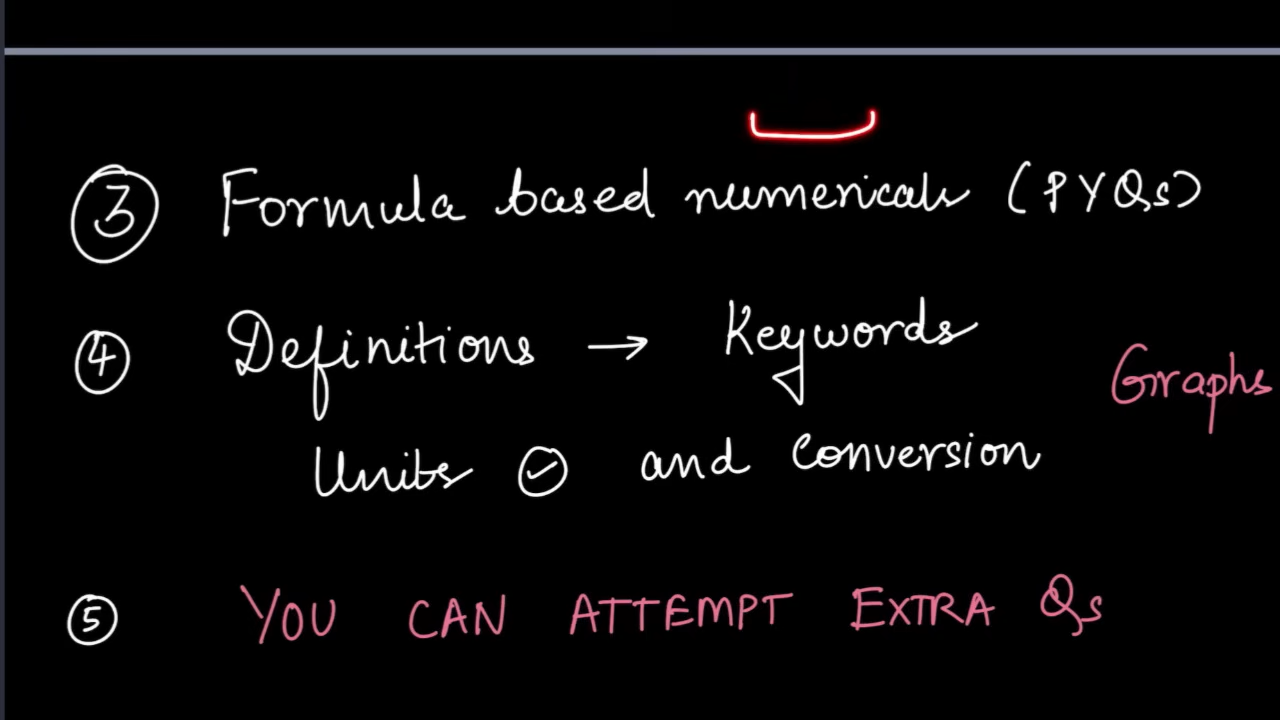 ③ Formula based numericals (PYQs)
④ Definitions → Keywords
Graphs
Units ✓ and conversion
⑤ YOU CAN ATTEMPT EXTRA Qs